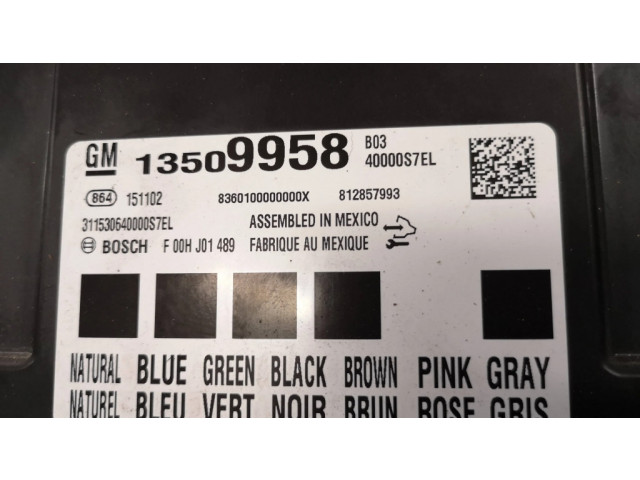 GM 13509958 B03
40000S7EL
864 151102 8360100000000X 812857993
311530640000S7EL ASSEMBLED IN MEXICO
BOSCH F 00H J01 489 FABRIQUE AU MEXIQUE
NATURAL BLUE GREEN BLACK BROWN PINK GRAY
NATUREL BLEU VERT NOIR BRUN ROSE GRIS